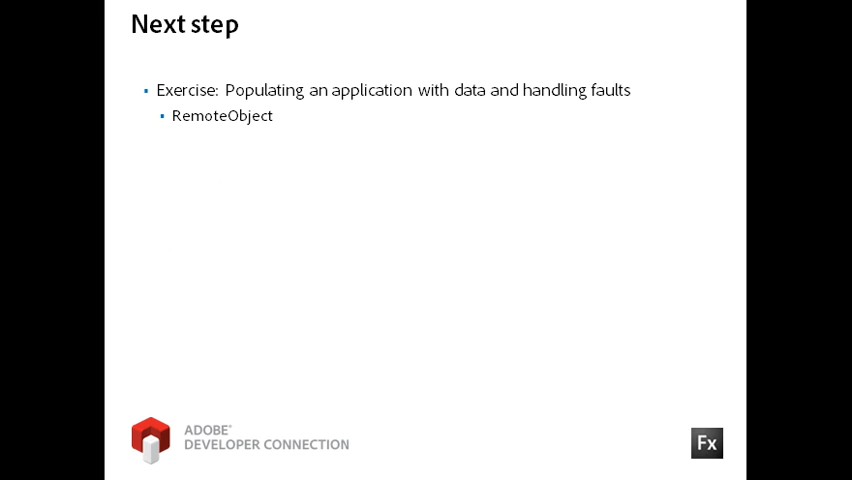 Next step
Exercise: Populating an application with data and handling faults
RemoteObject
ADOBE®
DEVELOPER CONNECTION
Fx